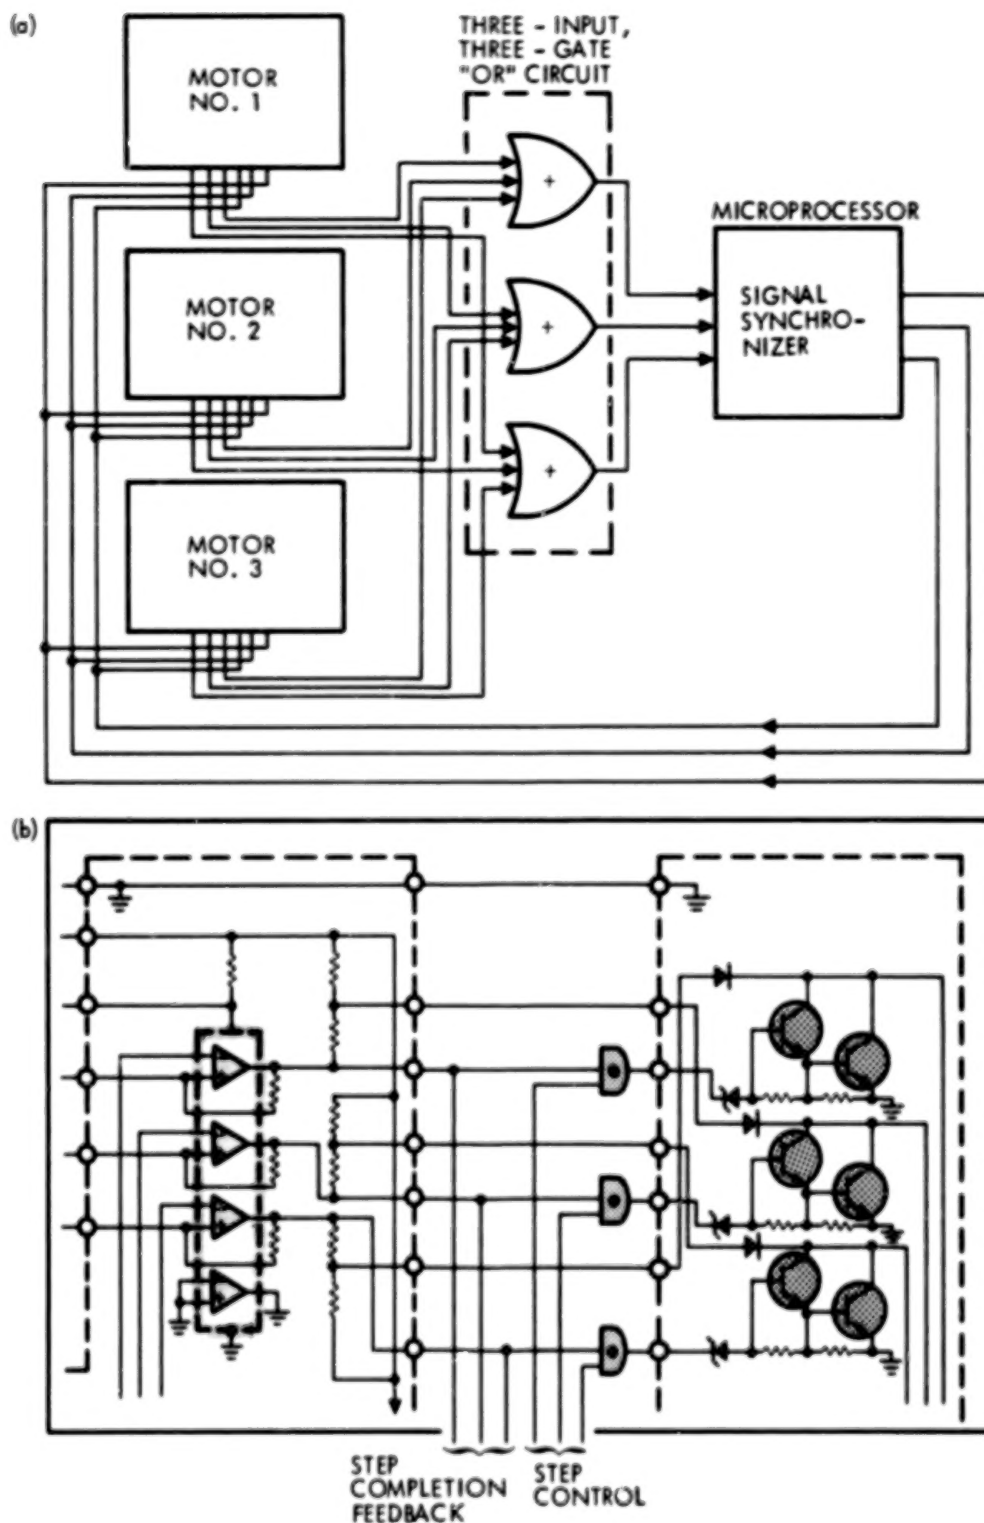 (a)
THREE - INPUT,
THREE - GATE
"OR" CIRCUIT
MOTOR
NO. 1
+
MICROPROCESSOR
MOTOR
NO. 2
+
SIGNAL
SYNCHRO-
NIZER
+
MOTOR
NO. 3
(b)
STEP
COMPLETION
FEEDBACK
STEP
CONTROL